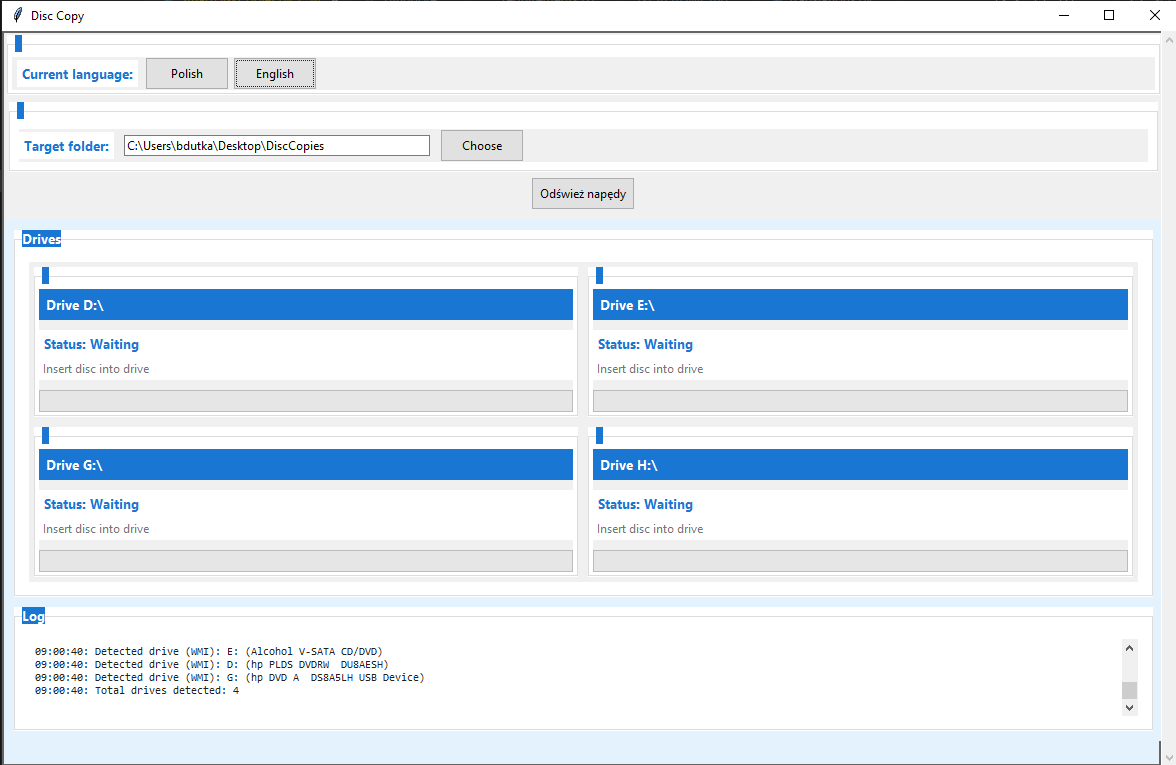 Disc Copy
Current language: Polish English
Target folder: C:\Users\bdutka\Desktop\DiscCopies Choose
Odśwież napędy
Drives
Drive D:\ Drive E:\
Status: Waiting Status: Waiting
Insert disc into drive Insert disc into drive
Drive G:\ Drive H:\
Status: Waiting Status: Waiting
Insert disc into drive Insert disc into drive
Log
09:00:40: Detected drive (WMI): E: (Alcohol V-SATA CD/DVD)
09:00:40: Detected drive (WMI): D: (hp PLDS DVDRW  DU8AESH)
09:00:40: Detected drive (WMI): G: (hp DVD A  DS8A5LH USB Device)
09:00:40: Total drives detected: 4